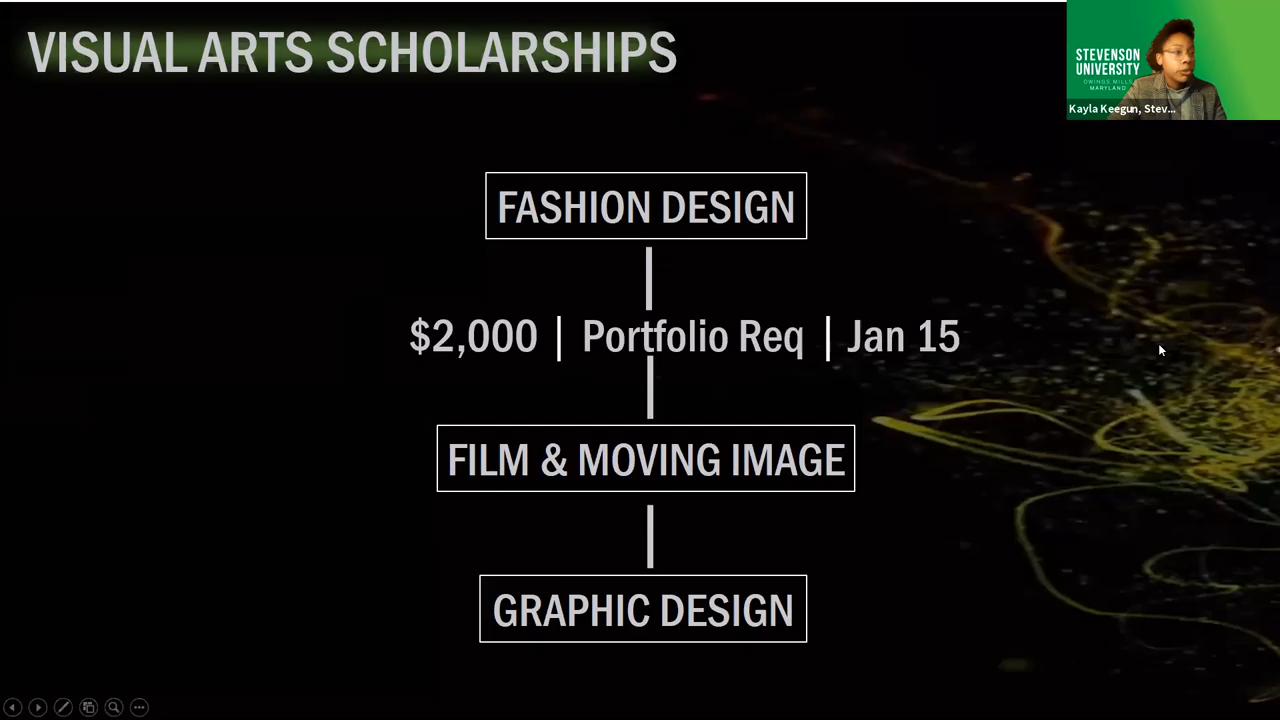 VISUAL ARTS SCHOLARSHIPS
STEVENSON
UNIVERSITY
OWINGS MILLS
MARYLAND
Kayla Keegun, Stev...
FASHION DESIGN
$2,000 | Portfolio Req | Jan 15
FILM & MOVING IMAGE
GRAPHIC DESIGN